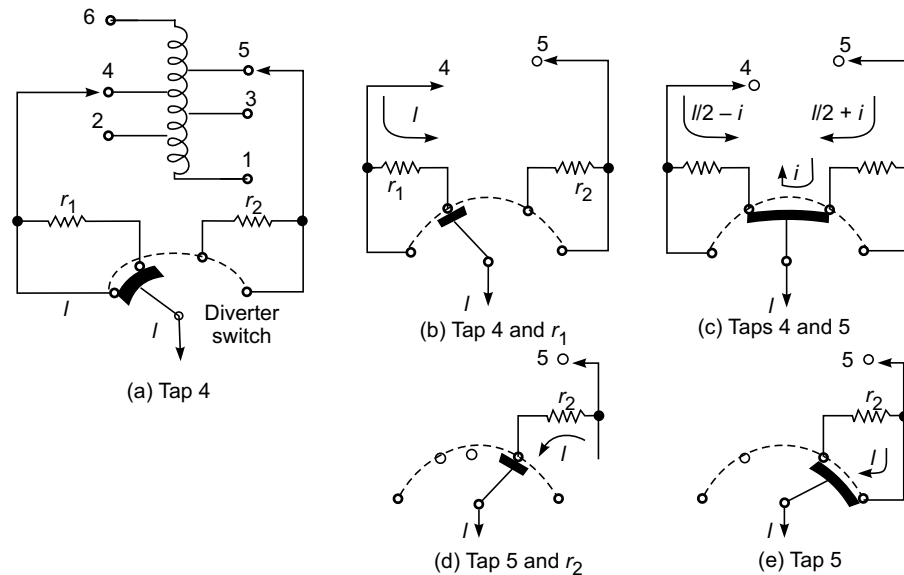 6
5
4
3
2
1
r1
r2
I
I
Diverter
switch
(a) Tap 4
4
5
I
r1
r2
I
(b) Tap 4 and r1
4
5
I/2 – i
I/2 + i
i
I
(c) Taps 4 and 5
5
r2
I
I
(d) Tap 5 and r2
5
r2
I
I
(e) Tap 5